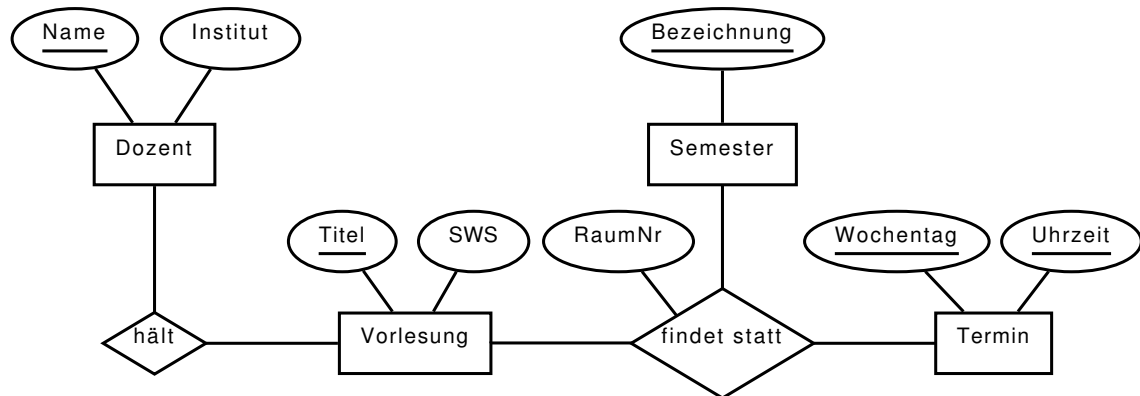 Name
Institut
Bezeichnung
Dozent
Semester
Titel
SWS
RaumNr
Wochentag
Uhrzeit
hält
Vorlesung
findet statt
Termin